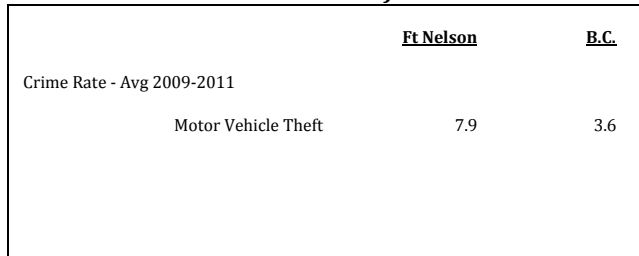 Ft Nelson B.C.
Crime Rate - Avg 2009-2011
Motor Vehicle Theft 7.9 3.6